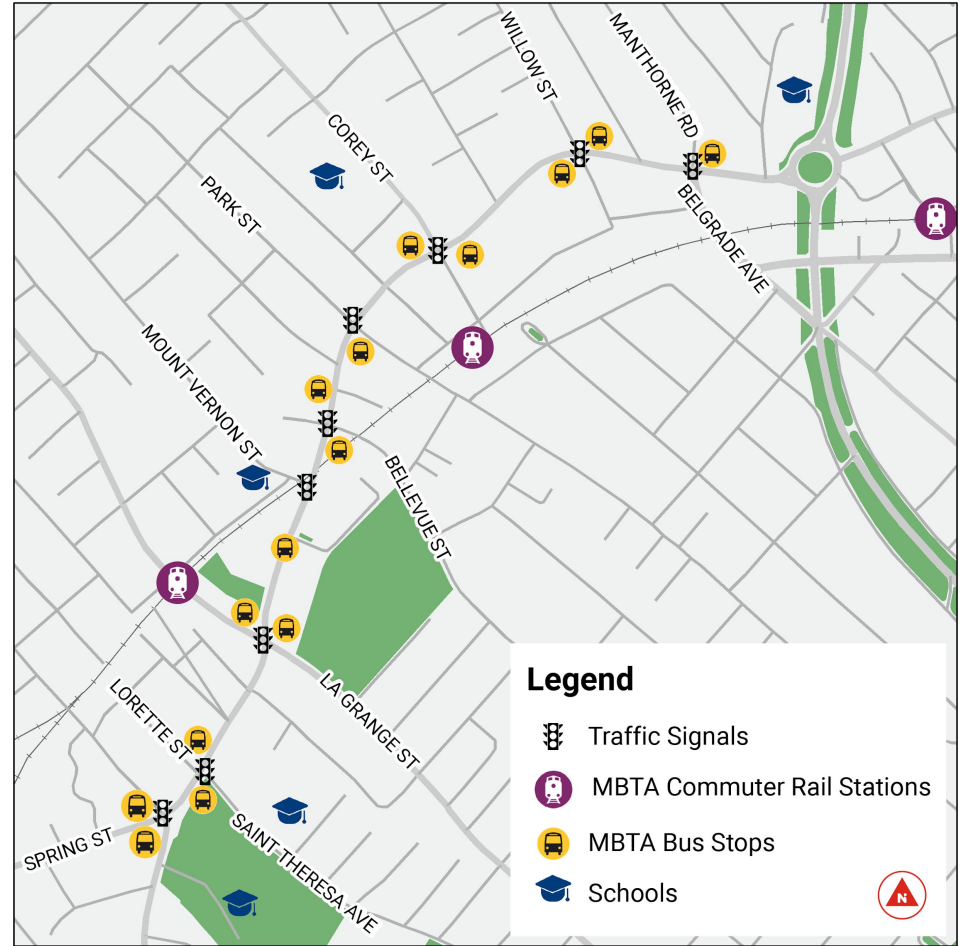 WILLOW ST
MANTHORNE RD
COREY ST
PARK ST
BELGRADE AVE
MOUNT VERNON ST
BELLEVUE ST
LORETTE ST
LA GRANGE ST
SPRING ST
SAINT THERESA AVE
Legend
Traffic Signals
MBTA Commuter Rail Stations
MBTA Bus Stops
Schools
N